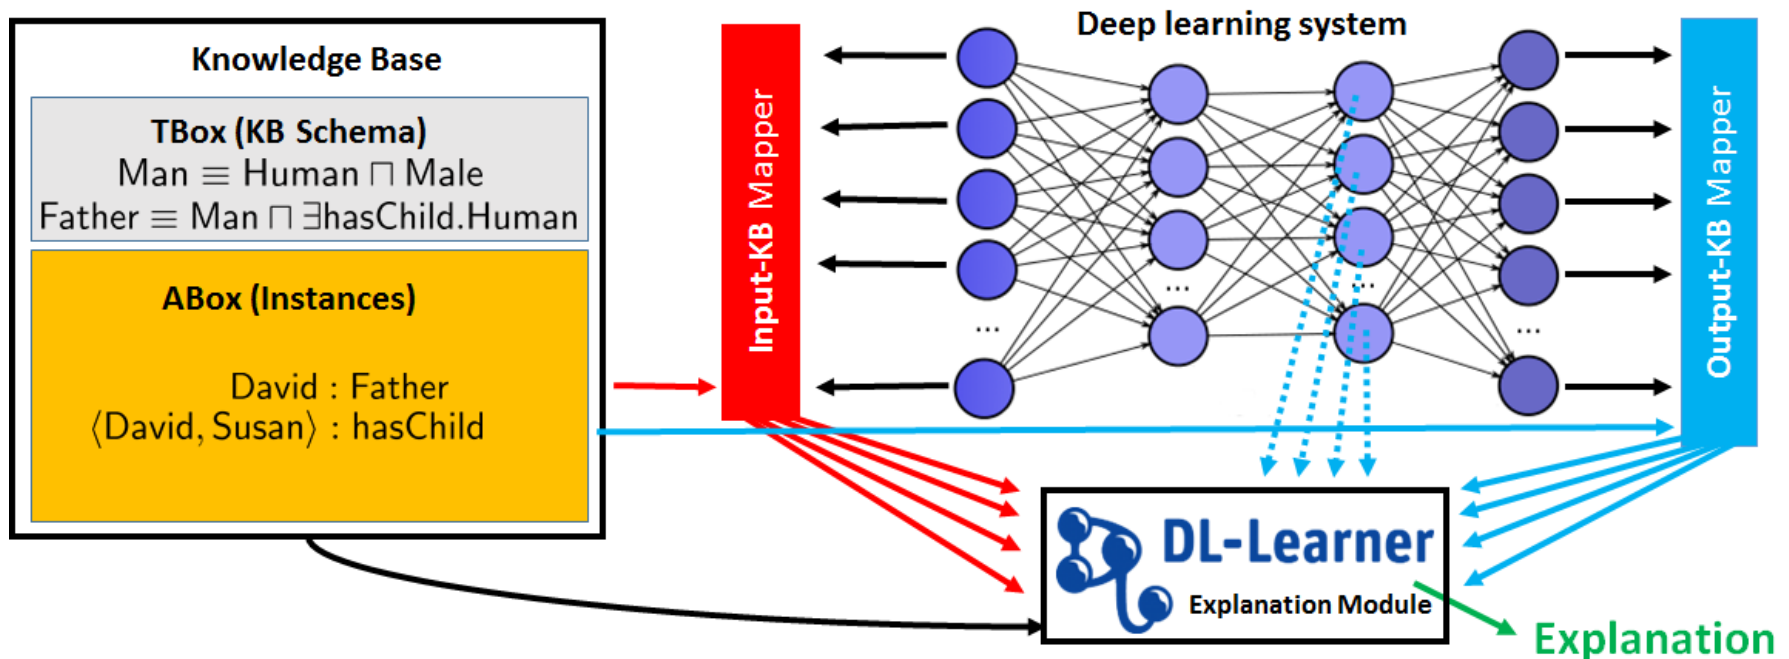 Knowledge Base
TBox (KB Schema)
Man ≡ Human ⊓ Male
Father ≡ Man ⊓ ∃hasChild.Human
ABox (Instances)
David : Father
⟨David, Susan⟩ : hasChild
Input-KB Mapper
Deep learning system
...
...
...
...
Output-KB Mapper
DL-Learner
Explanation Module
Explanation